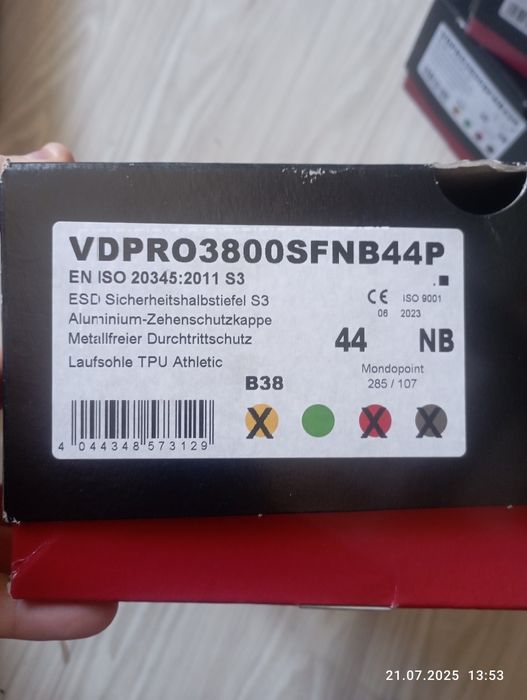 VDPRO3800SFNB44P
EN ISO 20345:2011 S3
ESD Sicherheitshalbstiefel S3
Aluminium-Zehenschutzkappe
Metallfreier Durchtrittschutz
Laufsohle TPU Athletic
CE ISO 9001
06 2023
44 NB
Mondopoint
285 / 107
B38
X X X
4 044348 573129
21.07.2025 13:53